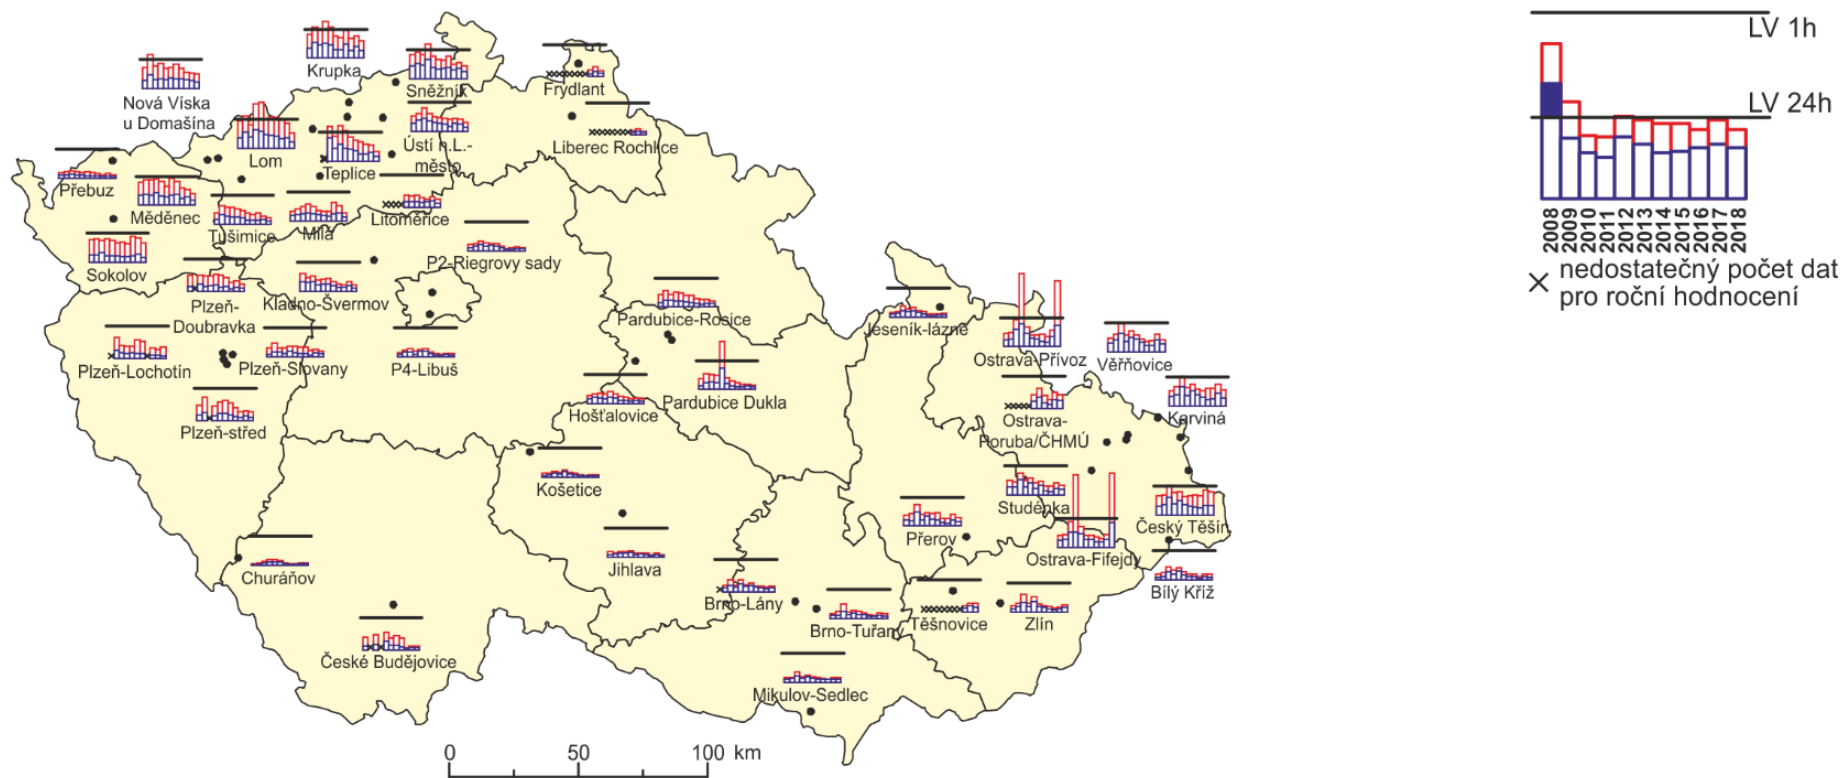 Krupka
Sněžník
Frýdlant
Nová Víska
u Domašína
Lom
Teplice
Ústí n.L.-
město
Liberec Rochlice
Přebuz
Měděnec
Tušimice
Milá
Litoměřice
Sokolov
P2-Riegrovy sady
Plzeň-
Doubravka
Kladno-Švermov
Pardubice-Rosice
Jeseník-lázně
Ostrava-Přívoz
Věřňovice
Plzeň-Lochotín
Plzeň-Slovany
P4-Libuš
Hošťalovice
Pardubice Dukla
Ostrava-
Poruba/ČHMÚ
Karviná
Plzeň-střed
Košetice
Studénka
Český Těšín
Přerov
Ostrava-Fifejdy
Churáňov
Jihlava
Brno-Lány
Brno-Tuřany
Těšnovice
Zlín
Bílý Kříž
České Budějovice
Mikulov-Sedlec
0 50 100 km
LV 1h
LV 24h
2008
2009
2010
2011
2012
2013
2014
2015
2016
2017
2018
× nedostatečný počet dat
pro roční hodnocení